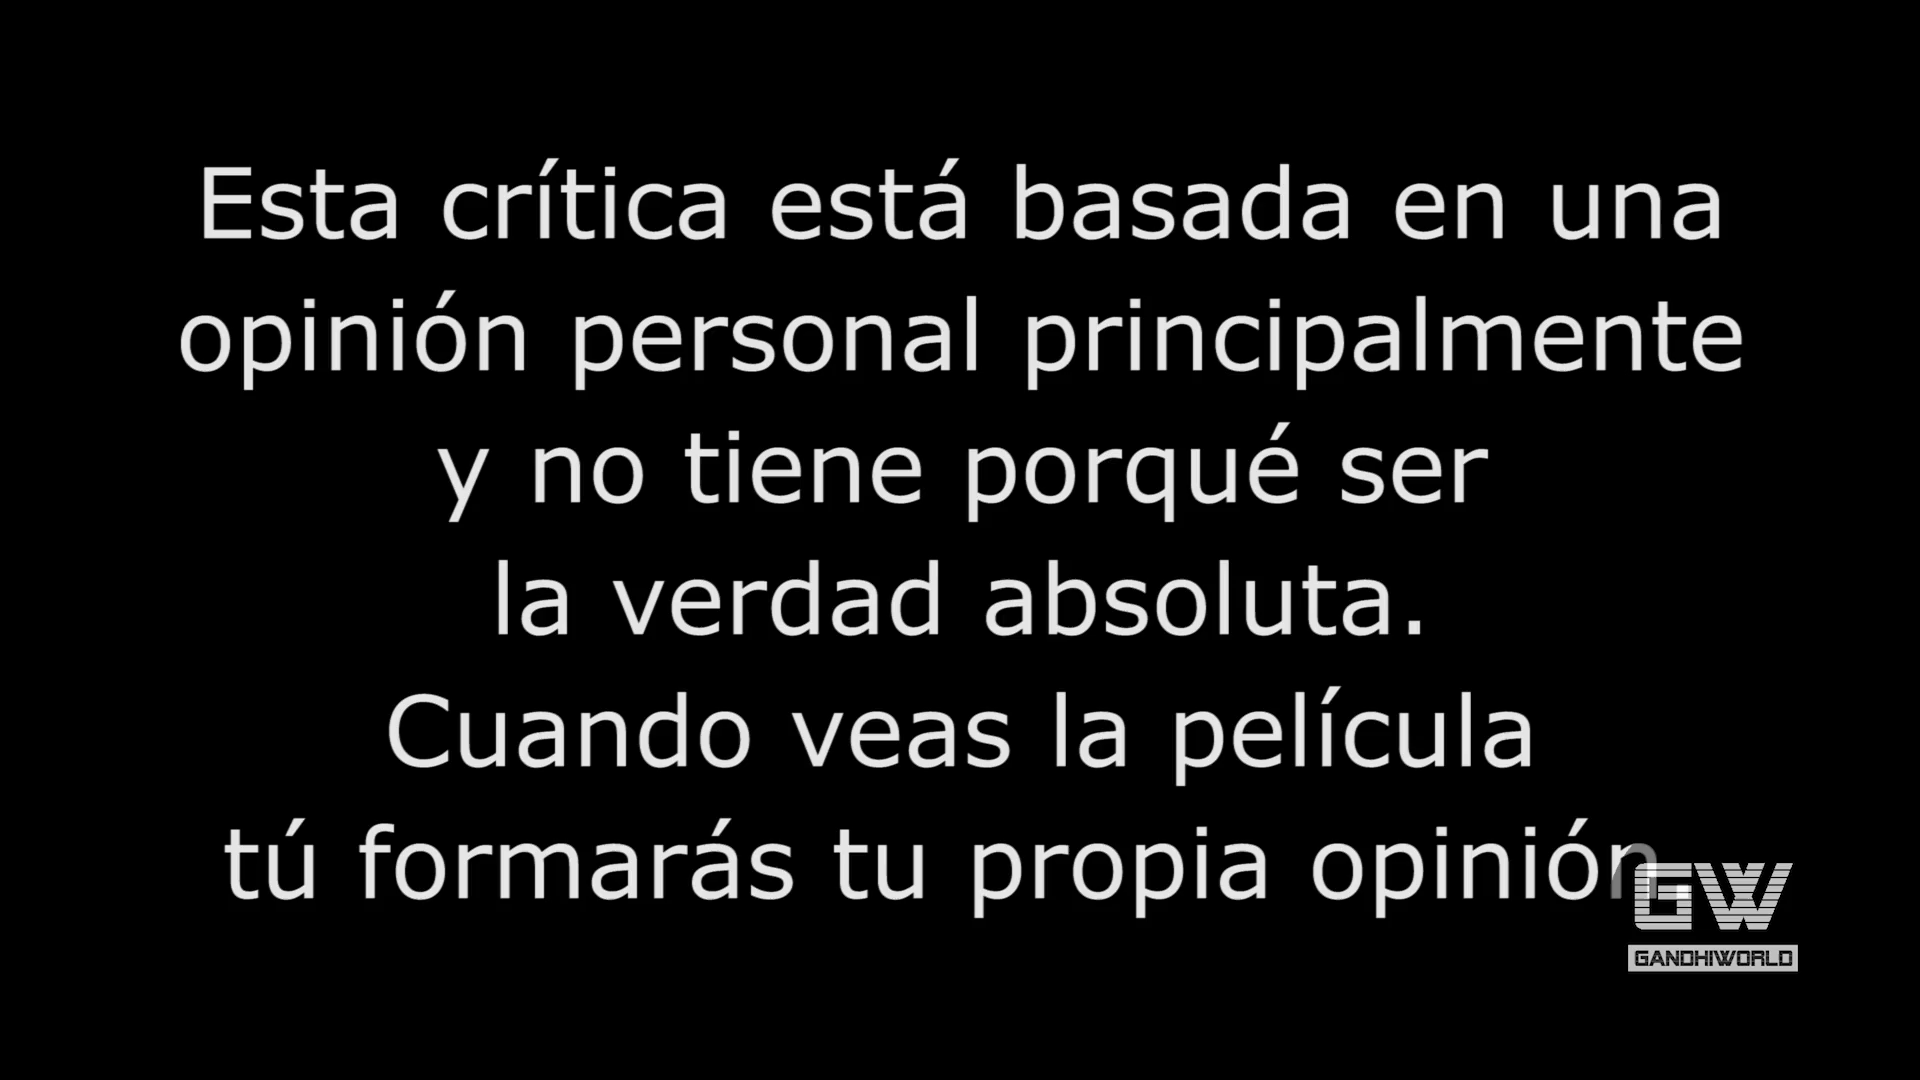 Esta crítica está basada en una
opinión personal principalmente
y no tiene porqué ser
la verdad absoluta.
Cuando veas la película
tú formarás tu propia opinión
GW
GANDHIWORLD